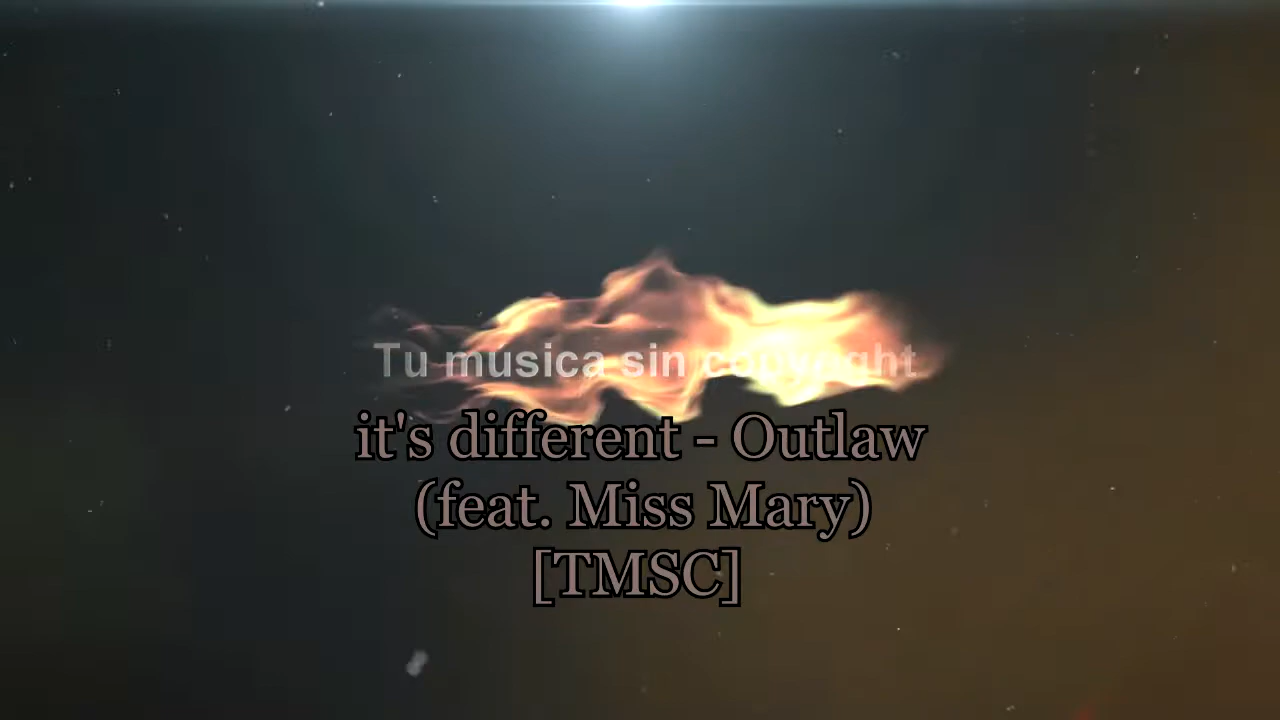 Tu musica sin copyright
it's different - Outlaw
(feat. Miss Mary)
[TMSC]